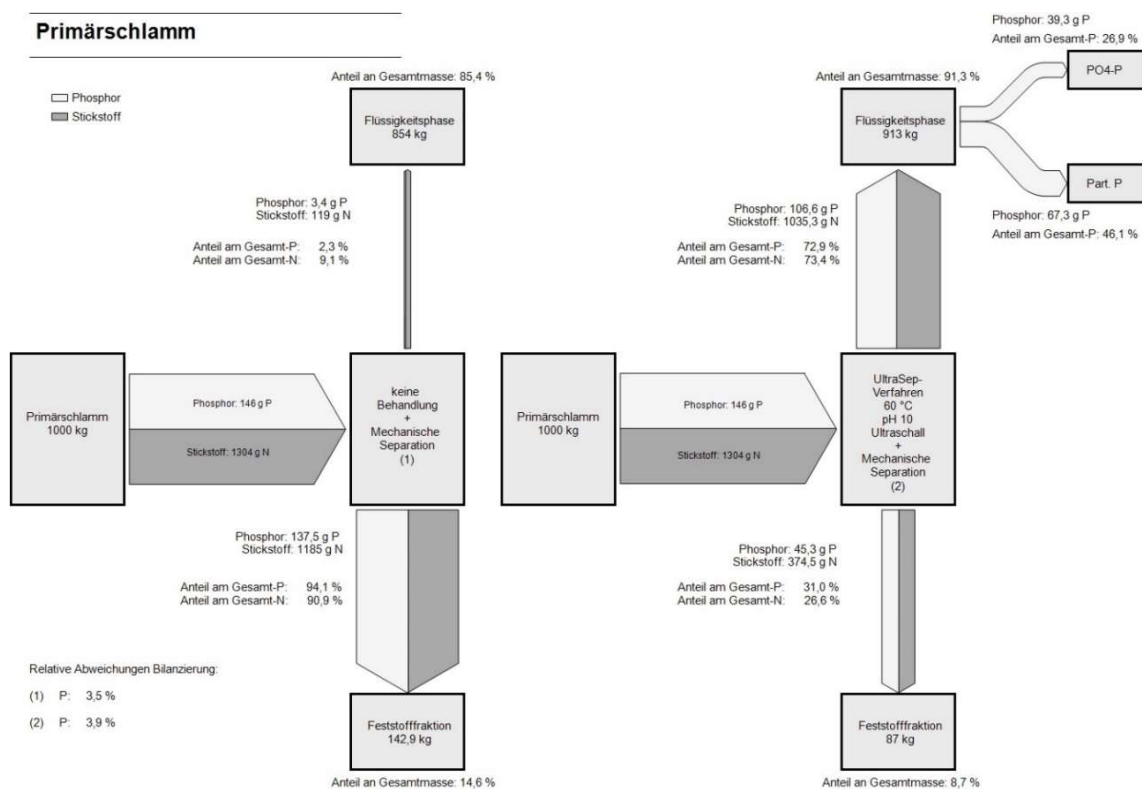 Primärschlamm
Phosphor
Stickstoff
Anteil an Gesamtmasse: 85,4 %
Flüssigkeitsphase
854 kg
Phosphor: 3,4 g P
Stickstoff: 119 g N
Anteil am Gesamt-P: 2,3 %
Anteil am Gesamt-N: 9,1 %
Primärschlamm
1000 kg
Phosphor: 146 g P
Stickstoff: 1304 g N
keine
Behandlung
+
Mechanische
Separation
(1)
Phosphor: 137,5 g P
Stickstoff: 1185 g N
Anteil am Gesamt-P: 94,1 %
Anteil am Gesamt-N: 90,9 %
Feststofffraktion
142,9 kg
Anteil an Gesamtmasse: 14,6 %
Relative Abweichungen Bilanzierung:
(1) P: 3,5 %
(2) P: 3,9 %
Anteil an Gesamtmasse: 91,3 %
Flüssigkeitsphase
913 kg
Phosphor: 39,3 g P
Anteil am Gesamt-P: 26,9 %
PO4-P
Part. P
Phosphor: 67,3 g P
Anteil am Gesamt-P: 46,1 %
Phosphor: 106,6 g P
Stickstoff: 1035,3 g N
Anteil am Gesamt-P: 72,9 %
Anteil am Gesamt-N: 73,4 %
Primärschlamm
1000 kg
Phosphor: 146 g P
Stickstoff: 1304 g N
UltraSep-
Verfahren
60 °C
pH 10
Ultraschall
+
Mechanische
Separation
(2)
Phosphor: 45,3 g P
Stickstoff: 374,5 g N
Anteil am Gesamt-P: 31,0 %
Anteil am Gesamt-N: 26,6 %
Feststofffraktion
87 kg
Anteil an Gesamtmasse: 8,7 %